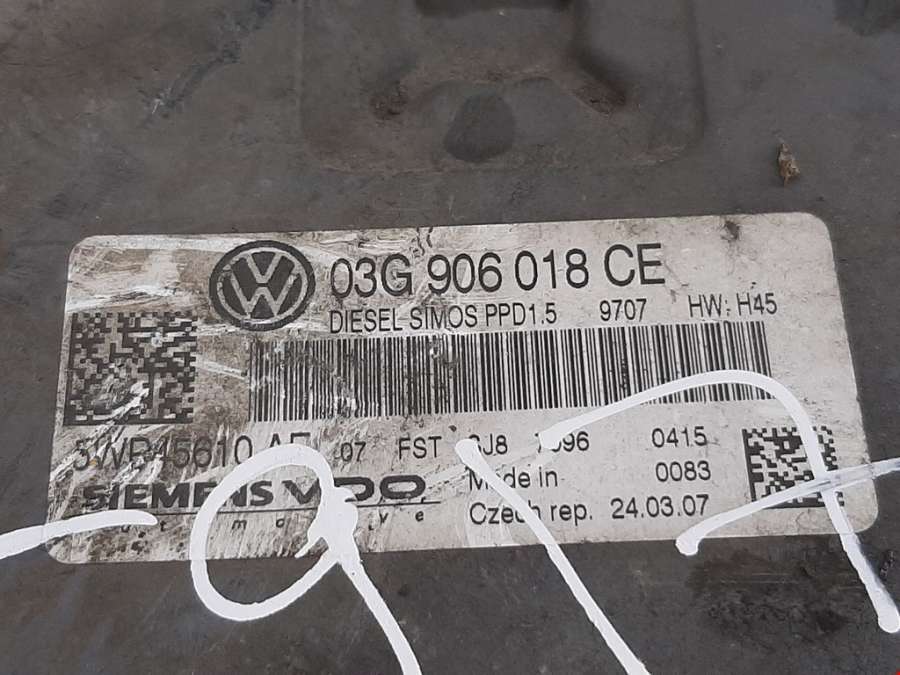 03G 906 018 CE
DIESEL SIMOS PPD1.5 9707 HW: H45
07 FST 0415
SIEMENS VDO
Made in 0083
Czech rep. 24.03.07
917